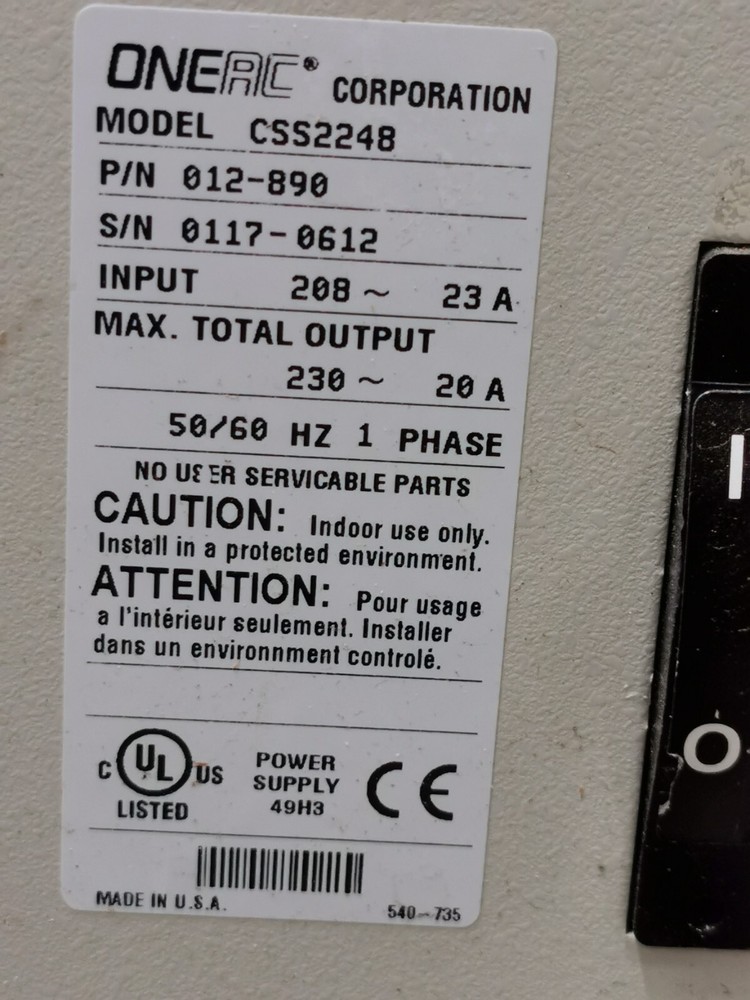 ONEAC® CORPORATION
MODEL CSS2248
P/N 012-890
S/N 0117-0612
INPUT 208 ~ 23 A
MAX. TOTAL OUTPUT
230 ~ 20 A
50/60 HZ 1 PHASE
NO USER SERVICABLE PARTS
CAUTION: Indoor use only.
Install in a protected environment.
ATTENTION: Pour usage
a l'intérieur seulement. Installer
dans un environnment controlé.
C UL US
LISTED
POWER
SUPPLY
49H3
CE
MADE IN U.S.A.
540-735
I
O